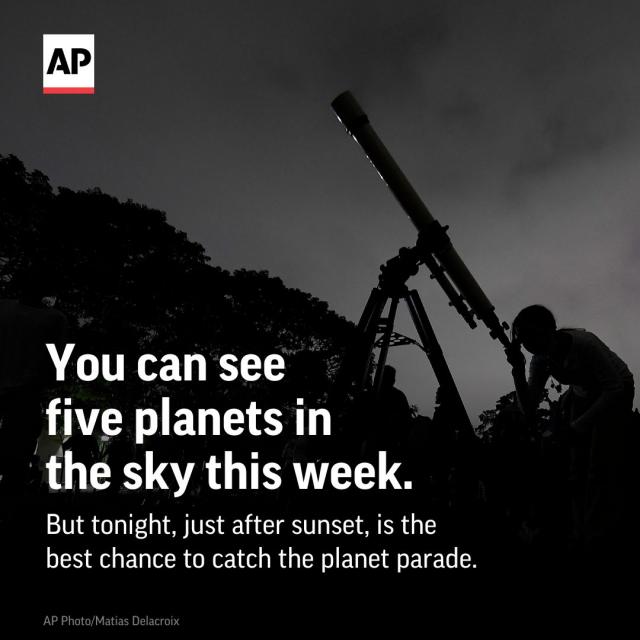 AP
You can see
five planets in
the sky this week.
But tonight, just after sunset, is the
best chance to catch the planet parade.
AP Photo/Matias Delacroix